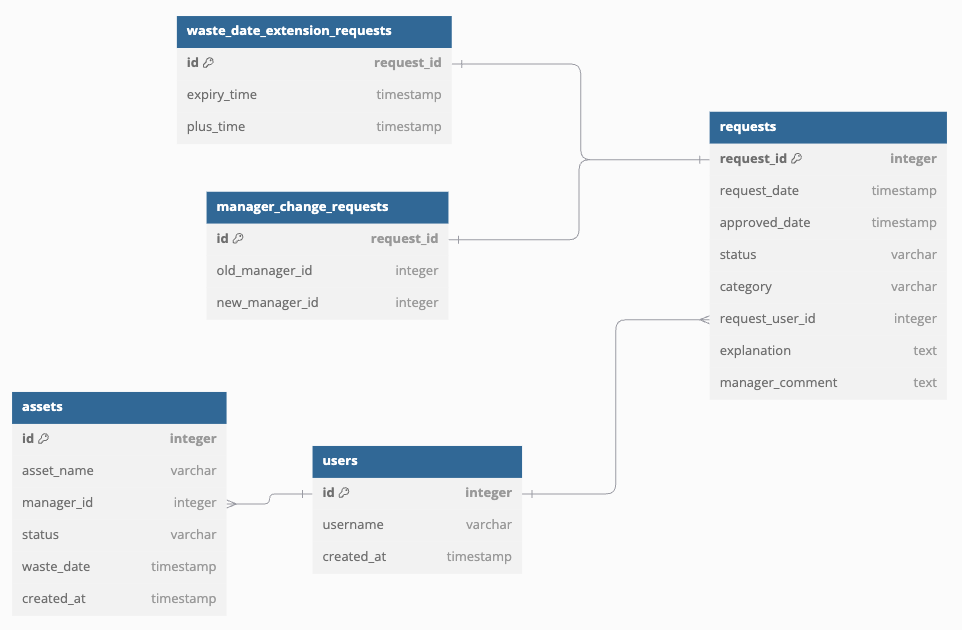 waste_date_extension_requests
id request_id
expiry_time timestamp
plus_time timestamp
requests
request_id integer
request_date timestamp
approved_date timestamp
status varchar
category varchar
request_user_id integer
explanation text
manager_comment text
manager_change_requests
id request_id
old_manager_id integer
new_manager_id integer
assets
id integer
asset_name varchar
manager_id integer
status varchar
waste_date timestamp
created_at timestamp
users
id integer
username varchar
created_at timestamp